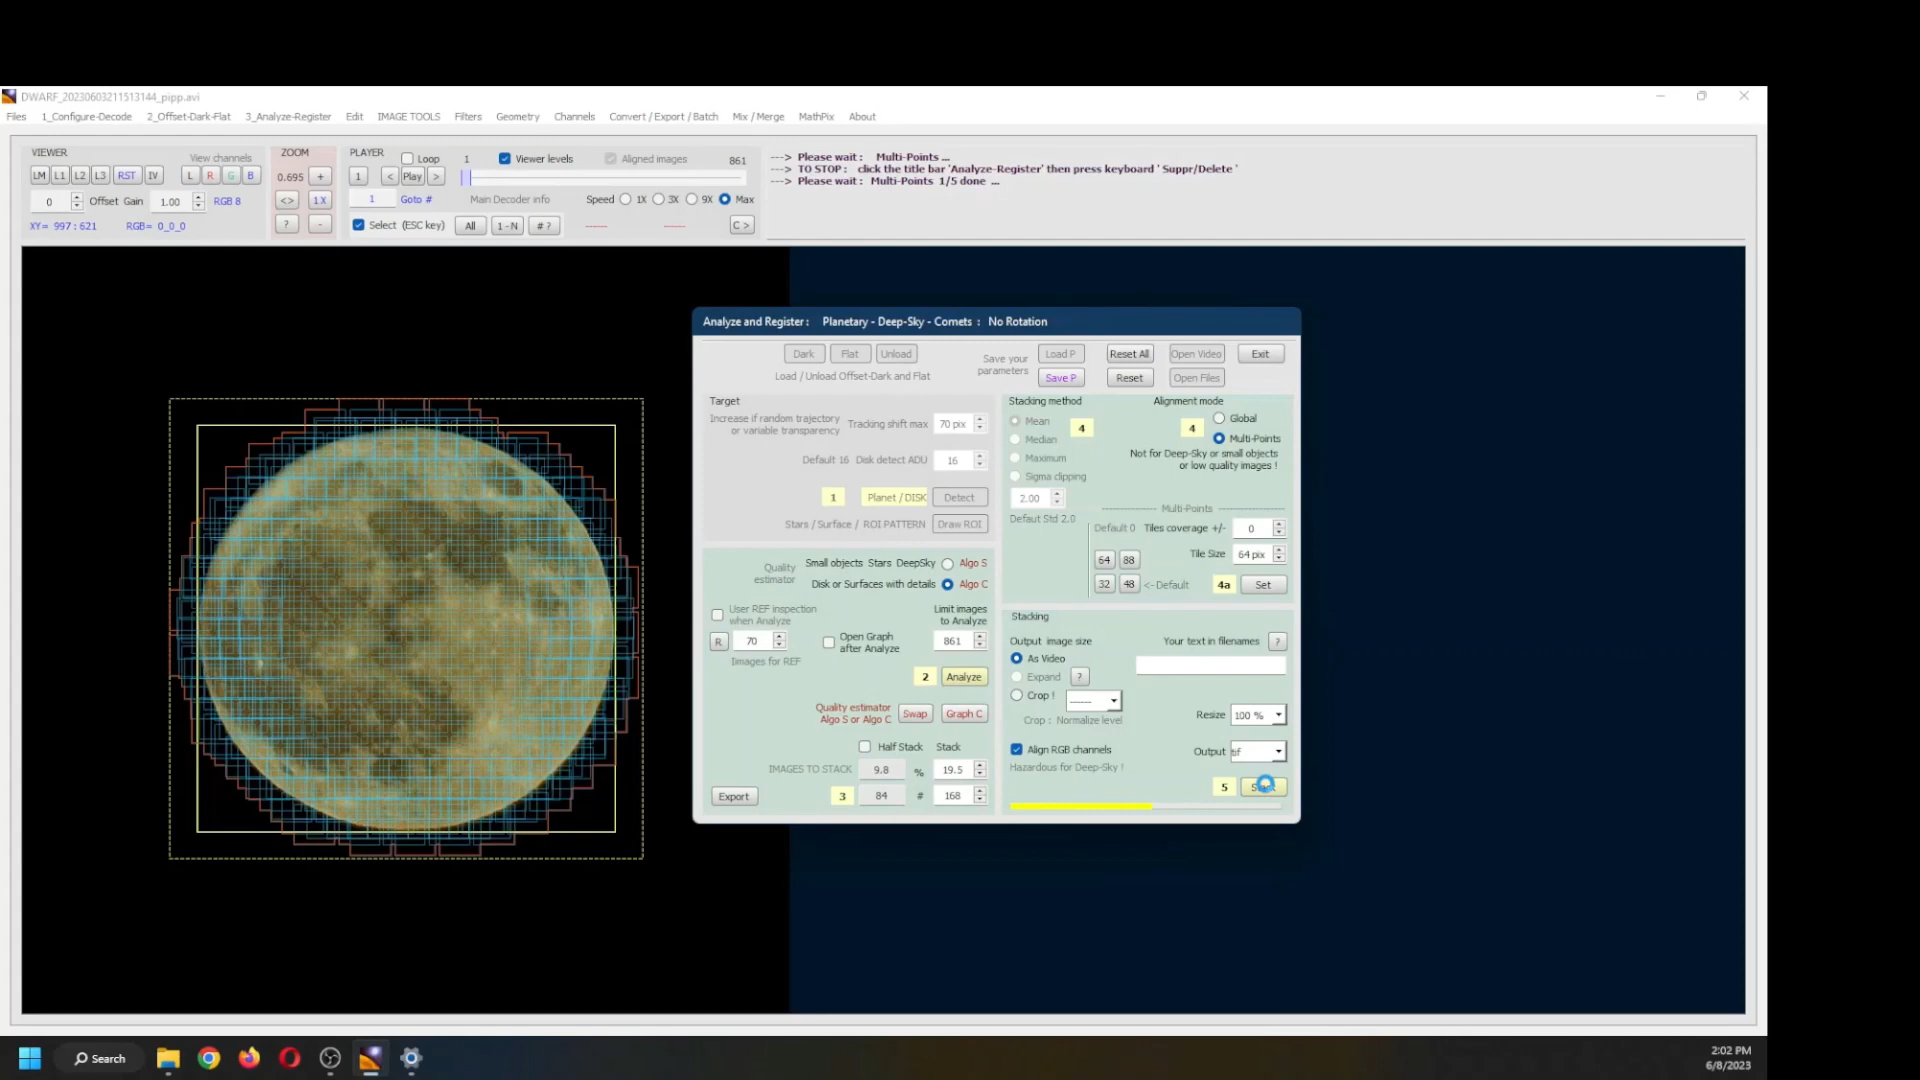 DWARF_20230603211513144_pipp.avi
Files 1_Configure-Decode 2_Offset-Dark-Flat 3_Analyze-Register Edit IMAGE TOOLS Filters Geometry Channels Convert / Export / Batch Mix / Merge MathPix About
VIEWER View channels
LM L1 L2 L3 RST IV L R G B
0 Offset Gain 1.00 RGB 8
XY= 997:621 RGB= 0_0_0
ZOOM
0.695 +
<> 1 X
? -
PLAYER Loop 1 Viewer levels Aligned images 861
1 < Play >
1 Goto # Main Decoder info Speed 1X 3X 9X Max
Select (ESC key) All 1 - N # ? ------ ------ C >
---> Please wait : Multi-Points ...
---> TO STOP : click the title bar 'Analyze-Register' then press keyboard ' Suppr/Delete '
---> Please wait : Multi-Points 1/5 done ...
Analyze and Register : Planetary - Deep-Sky - Comets : No Rotation
Dark Flat Unload
Load / Unload Offset-Dark and Flat
Save your
parameters
Load P Reset All Open Video Exit
Save P Reset Open Files
Target
Increase if random trajectory
or variable transparency
Tracking shift max 70 pix
Default 16 Disk detect ADU 16
1 Planet / DISK Detect
Stars / Surface / ROI PATTERN Draw ROI
Quality
estimator
Small objects Stars DeepSky Algo S
Disk or Surfaces with details Algo C
User REF inspection
when Analyze
Limit images
to Analyze
R 70
Open Graph
after Analyze
861
Images for REF
2 Analyze
Quality estimator
Algo S or Algo C
Swap Graph C
Half Stack Stack
IMAGES TO STACK 9.8 % 19.5
Export 3 84 # 168
Stacking method
Mean
Median
4
Maximum
Sigma clipping
2.00
Defaut Std 2.0
Alignment mode
4 Global
Multi-Points
Not for Deep-Sky or small objects
or low quality images !
---------------- Multi-Points ----------------
Default 0 Tiles coverage +/- 0
Tile Size 64 pix
64 88
32 48 <- Default 4a Set
Stacking
Output image size Your text in filenames ?
As Video
Expand ?
Crop ! ------
Crop : Normalize level
Resize 100 %
Align RGB channels Output tif
Hazardous for Deep-Sky !
5
Search
2:02 PM
6/8/2023